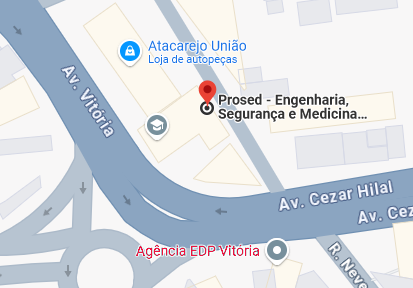 Atacarejo União
Loja de autopeças
Av. Vitória
Prosed - Engenharia,
Segurança e Medicina...
Av. Cezar Hilal
Av. Ce
Agência EDP Vitória
R. Neve